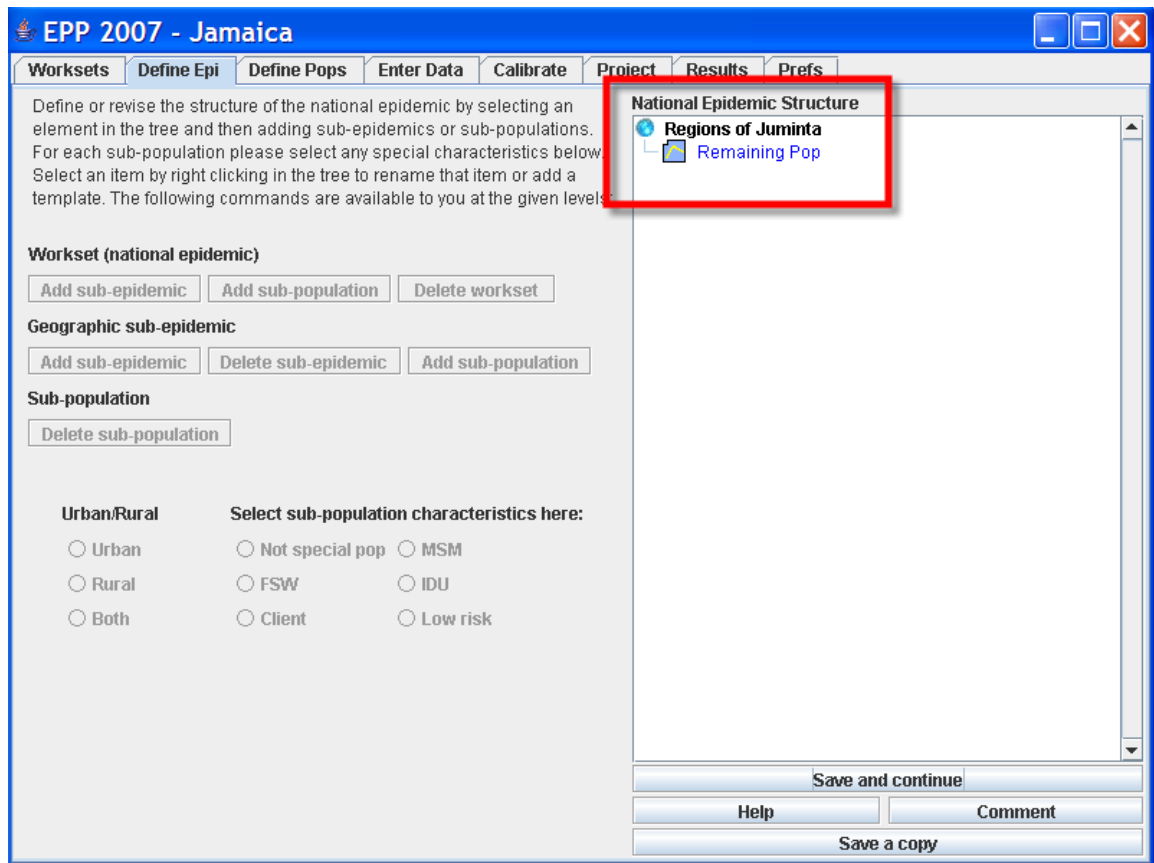 EPP 2007 - Jamaica
Worksets Define Epi Define Pops Enter Data Calibrate Project Results Prefs
Define or revise the structure of the national epidemic by selecting an
element in the tree and then adding sub-epidemics or sub-populations.
For each sub-population please select any special characteristics below.
Select an item by right clicking in the tree to rename that item or add a
template. The following commands are available to you at the given levels:
National Epidemic Structure
Regions of Juminta
Remaining Pop
Workset (national epidemic)
Add sub-epidemic Add sub-population Delete workset
Geographic sub-epidemic
Add sub-epidemic Delete sub-epidemic Add sub-population
Sub-population
Delete sub-population
Urban/Rural Select sub-population characteristics here:
Urban Not special pop MSM
Rural FSW IDU
Both Client Low risk
Save and continue
Help Comment
Save a copy